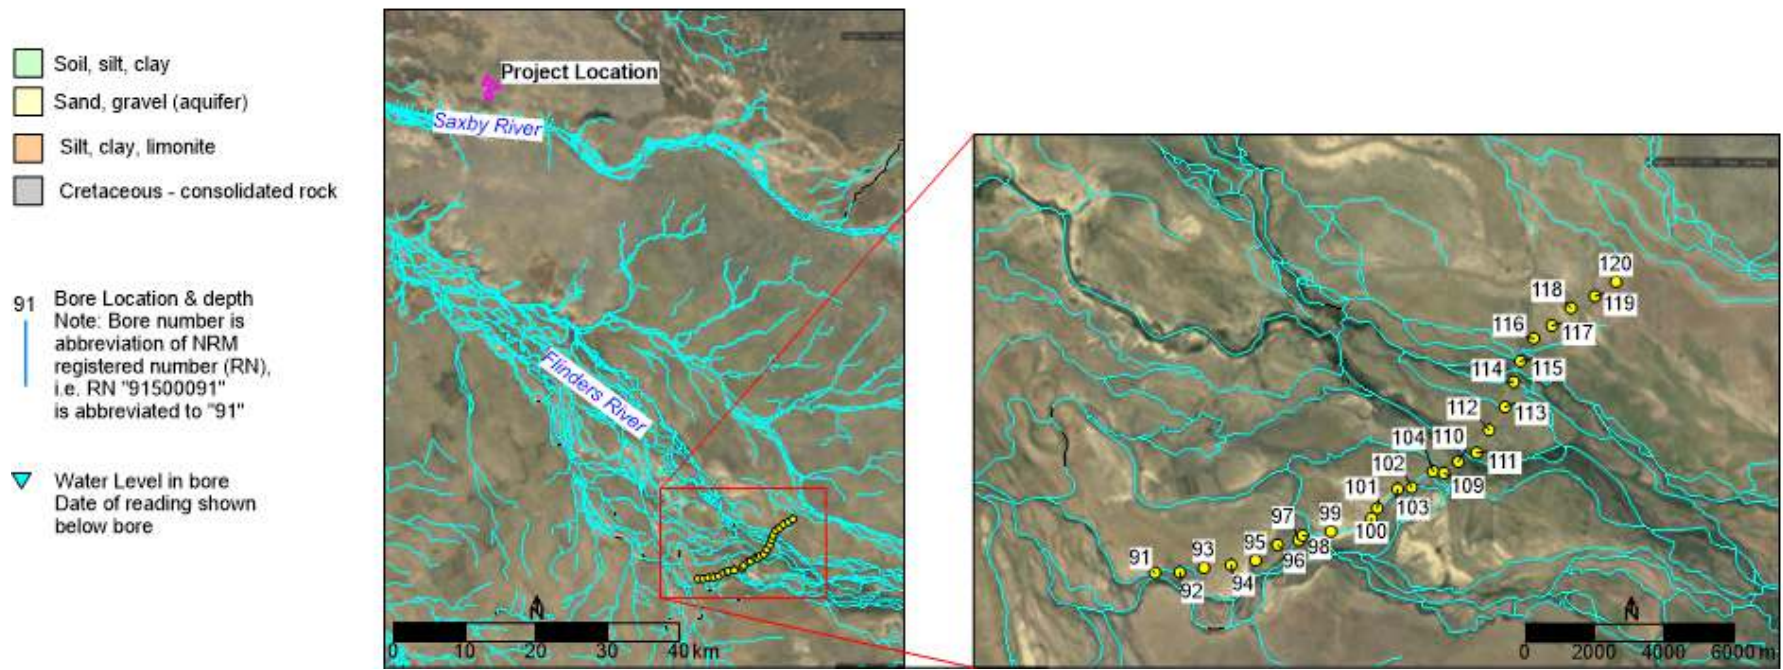 Soil, silt, clay
Sand, gravel (aquifer)
Silt, clay, limonite
Cretaceous - consolidated rock
91
Bore Location & depth
Note: Bore number is
abbreviation of NRM
registered number (RN),
i.e. RN "91500091"
is abbreviated to "91"
Water Level in bore
Date of reading shown
below bore
Project Location
Saxby River
Flinders River
N
0 10 20 30 40 km
120
118
119
116
117
114
115
112
113
104
110
111
102
109
101
103
97
99
100
95
98
93
96
91
94
92
N
0 2000 4000 6000 m